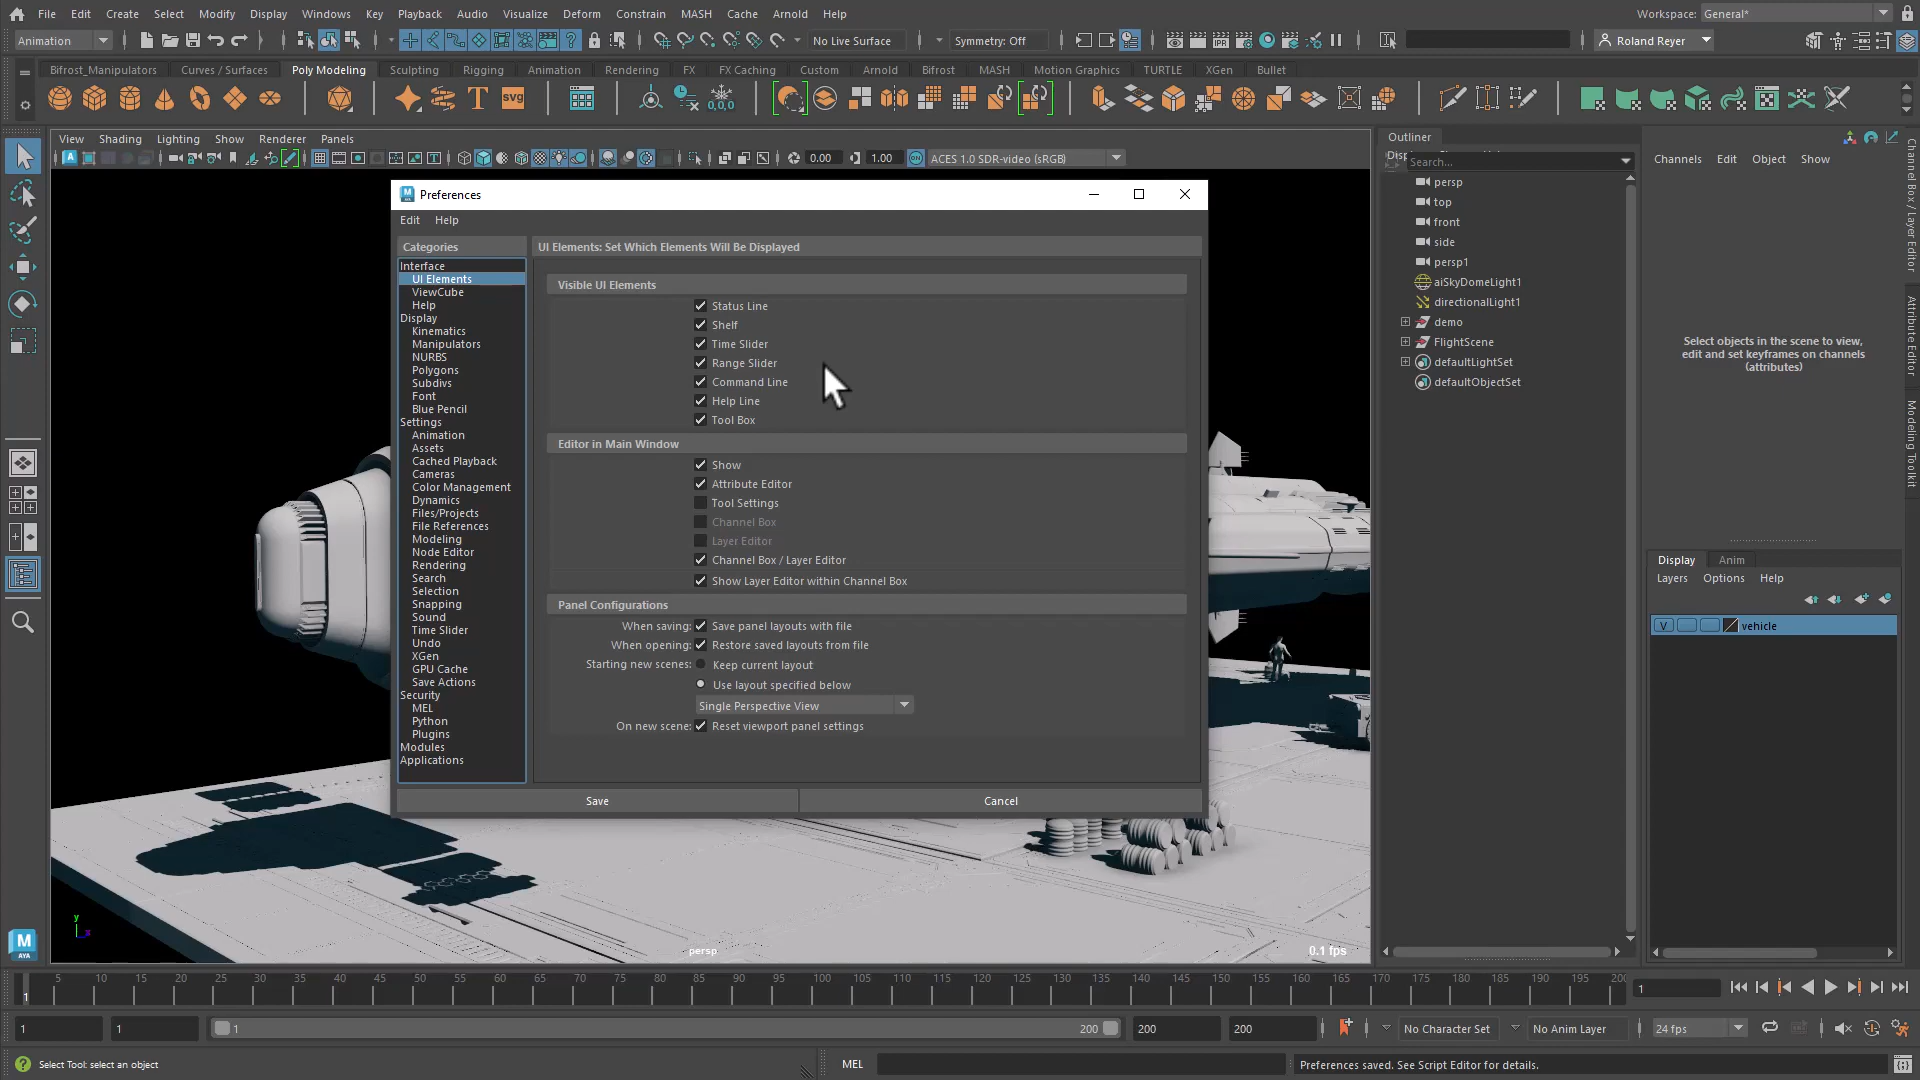 File Edit Create Select Modify Display Windows Key Playback Audio Visualize Deform Constrain MASH Cache Arnold Help Workspace: General*
Animation No Live Surface Symmetry: Off Roland Reyer
Bifrost_Manipulators Curves / Surfaces Poly Modeling Sculpting Rigging Animation Rendering FX FX Caching Custom Arnold Bifrost MASH Motion Graphics TURTLE XGen Bullet
SVG 0,0,0
View Shading Lighting Show Renderer Panels
0.00 1.00 ACES 1.0 SDR-video (sRGB)
Preferences
Edit Help
Categories
Interface
UI Elements
ViewCube
Help
Display
Kinematics
Manipulators
NURBS
Polygons
Subdivs
Font
Blue Pencil
Settings
Animation
Assets
Cached Playback
Cameras
Color Management
Dynamics
Files/Projects
File References
Modeling
Node Editor
Rendering
Search
Selection
Snapping
Sound
Time Slider
Undo
XGen
GPU Cache
Save Actions
Security
MEL
Python
Plugins
Modules
Applications
UI Elements: Set Which Elements Will Be Displayed
Visible UI Elements
Status Line
Shelf
Time Slider
Range Slider
Command Line
Help Line
Tool Box
Editor in Main Window
Show
Attribute Editor
Tool Settings
Channel Box
Layer Editor
Channel Box / Layer Editor
Show Layer Editor within Channel Box
Panel Configurations
When saving: Save panel layouts with file
When opening: Restore saved layouts from file
Starting new scenes: Keep current layout
Use layout specified below
Single Perspective View
On new scene: Reset viewport panel settings
Save Cancel
persp
0.1 fps
y
x
Outliner
Search...
persp
top
front
side
persp1
aiSkyDomeLight1
directionalLight1
demo
FlightScene
defaultLightSet
defaultObjectSet
Channels Edit Object Show
Select objects in the scene to view,
edit and set keyframes on channels
(attributes)
Display Anim
Layers Options Help
V vehicle
Channel Box / Layer Editor
Attribute Editor
Modeling Toolkit
M
AYA
5 10 15 20 25 30 35 40 45 50 55 60 65 70 75 80 85 90 95 100 105 110 115 120 125 130 135 140 145 150 155 160 165 170 175 180 185 190 195 200
1 1
1 1 1 200 200 200 No Character Set No Anim Layer 24 fps
Select Tool: select an object MEL Preferences saved. See Script Editor for details.